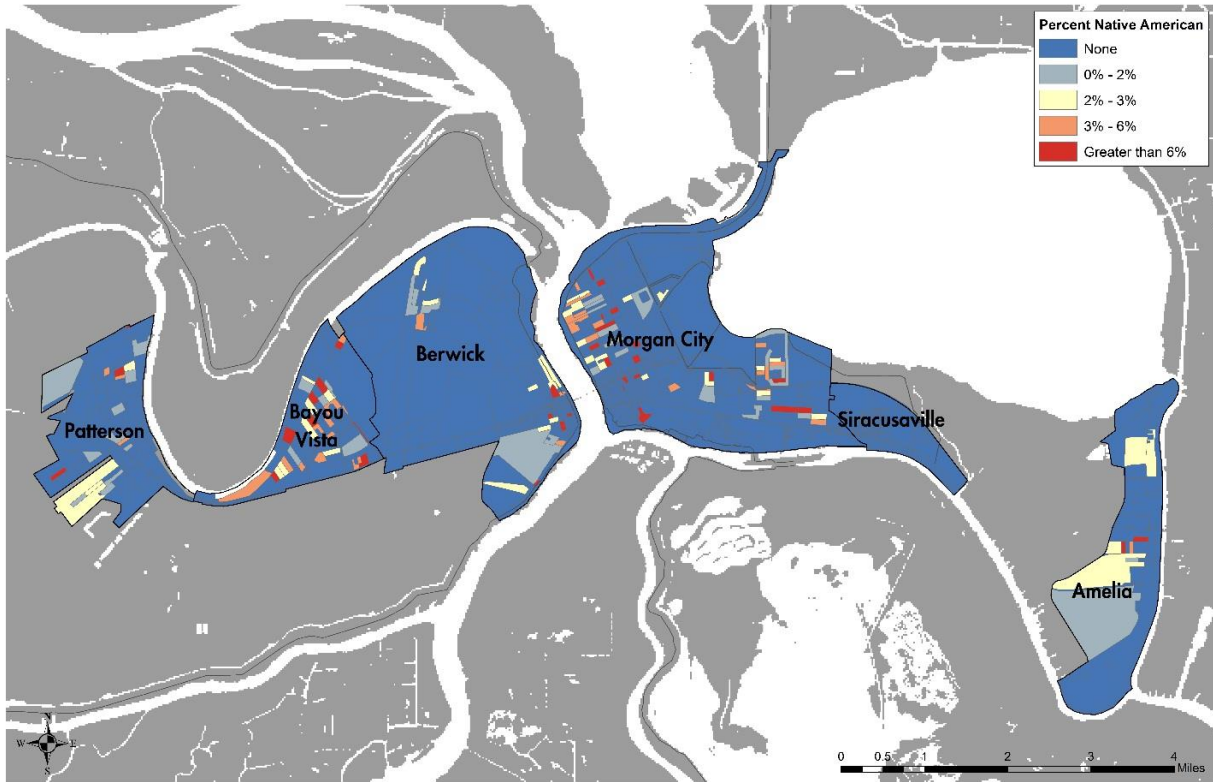 Percent Native American
None
0% - 2%
2% - 3%
3% - 6%
Greater than 6%
Morgan City
Berwick
Bayou
Vista
Patterson
Siracusaville
Amelia
N
W E
S
0 0.5 1 2 3 4
Miles